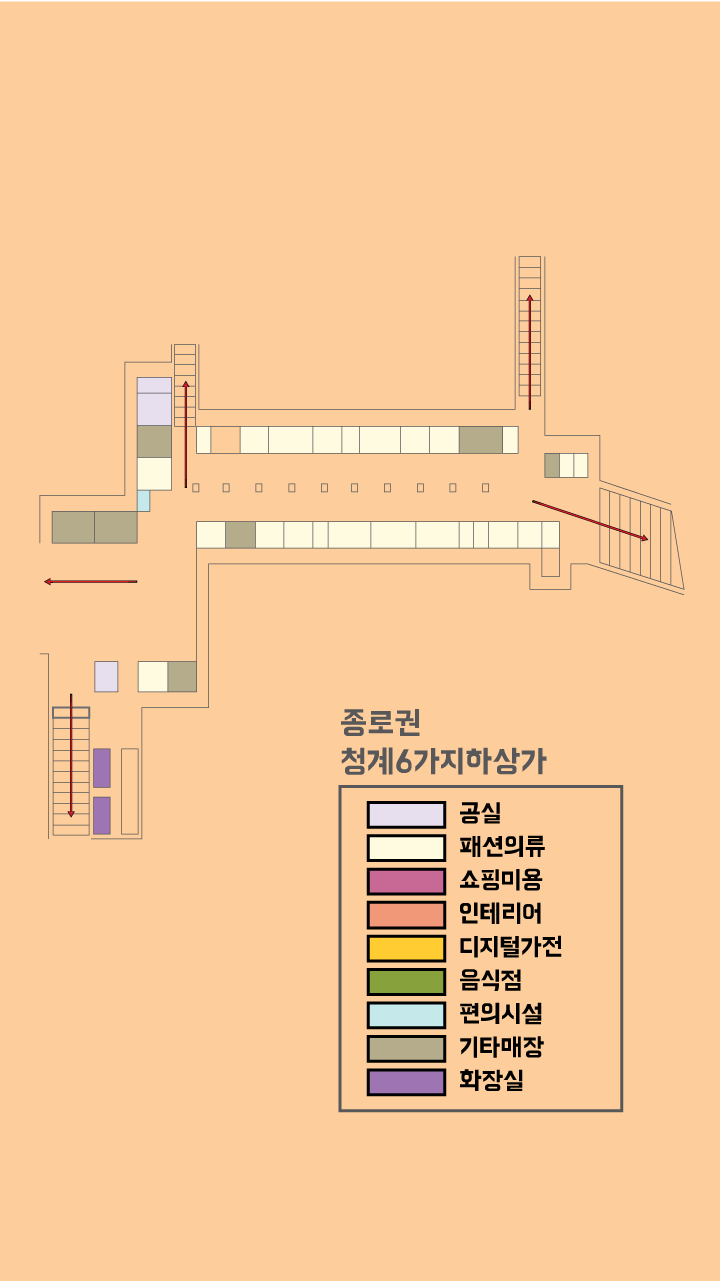 종로권
청계6가지하상가
공실
패션의류
쇼핑미용
인테리어
디지털가전
음식점
편의시설
기타매장
화장실